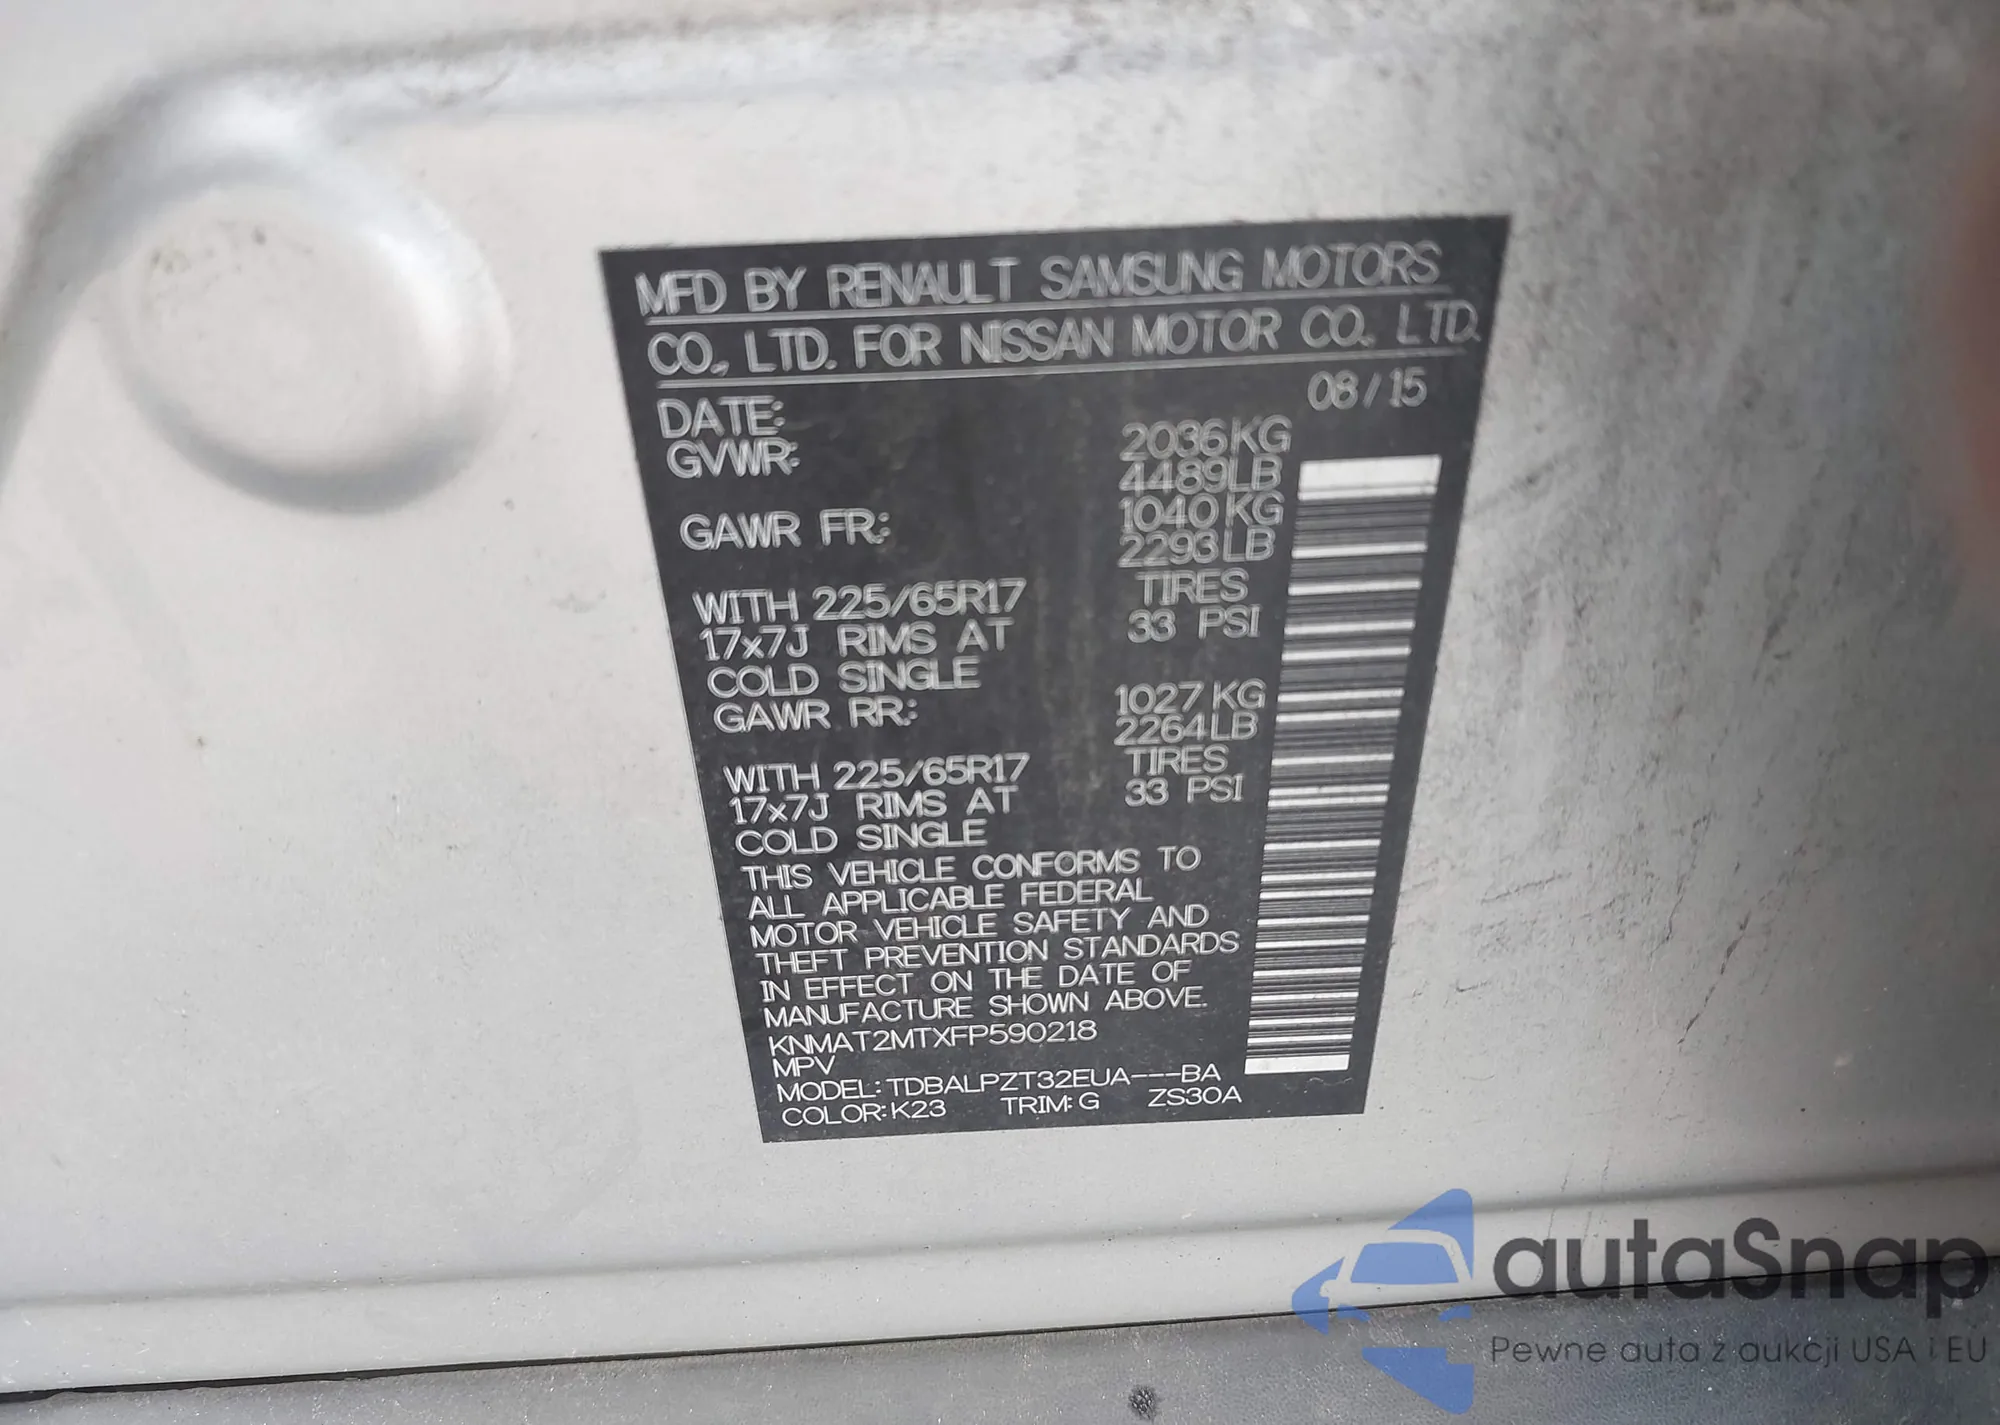 MFD BY RENAULT SAMSUNG MOTORS
CO., LTD. FOR NISSAN MOTOR CO., LTD.
DATE: 08/15
GVWR: 2036KG
4489LB
GAWR FR: 1040KG
2293LB
WITH 225/65R17 TIRES
17x7J RIMS AT 33 PSI
COLD SINGLE
GAWR RR: 1027KG
2264LB
WITH 225/65R17 TIRES
17x7J RIMS AT 33 PSI
COLD SINGLE
THIS VEHICLE CONFORMS TO
ALL APPLICABLE FEDERAL
MOTOR VEHICLE SAFETY AND
THEFT PREVENTION STANDARDS
IN EFFECT ON THE DATE OF
MANUFACTURE SHOWN ABOVE.
KNMAT2MTXFP590218
MPV
MODEL: TDBALPZT32EUA---BA
COLOR: K23 TRIM: G ZS30A
autaSnap
Pewne auta z aukcji USA i EU